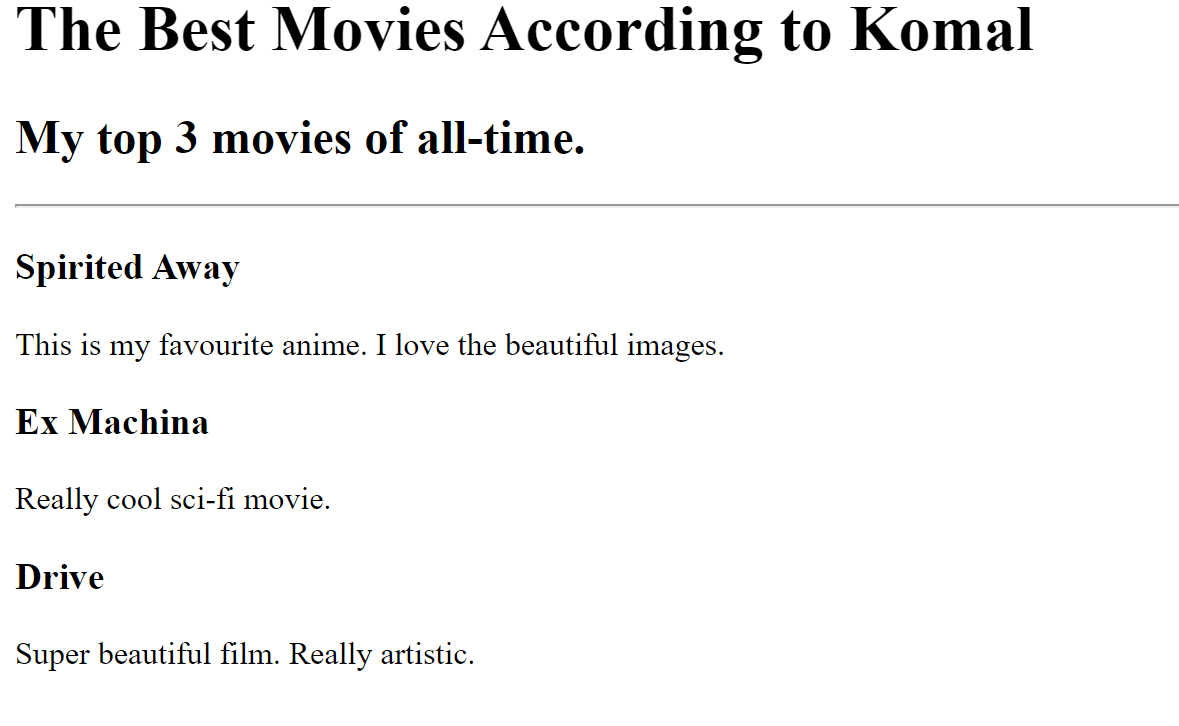 The Best Movies According to Komal
My top 3 movies of all-time.
Spirited Away
This is my favourite anime. I love the beautiful images.
Ex Machina
Really cool sci-fi movie.
Drive
Super beautiful film. Really artistic.